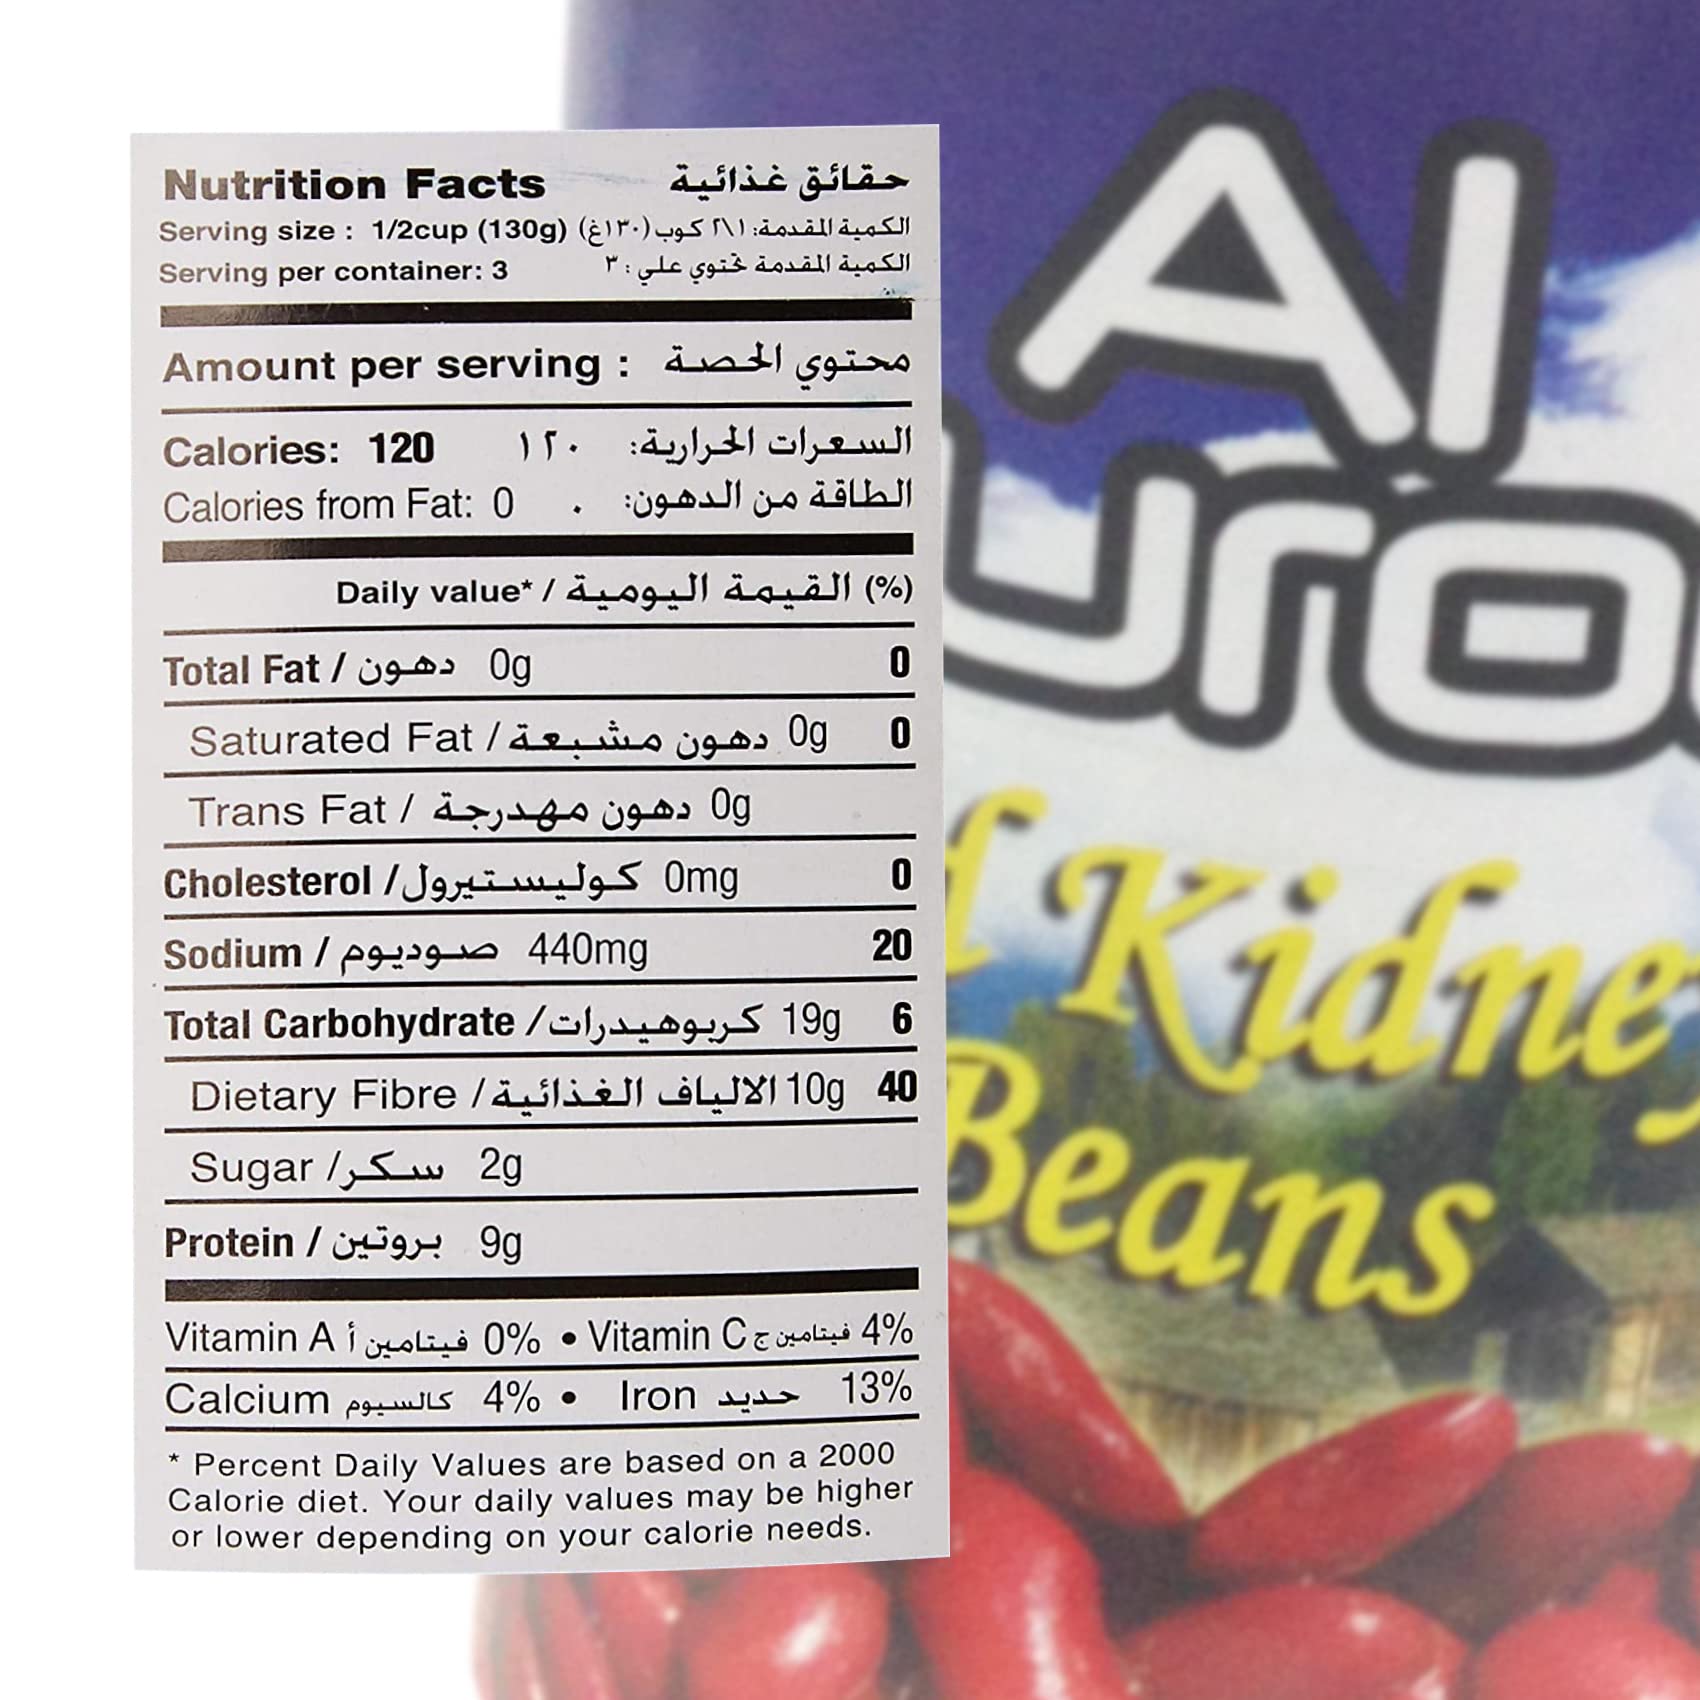 Nutrition Facts حقائق غذائية
Serving size : 1/2cup (130g) الكمية المقدمة: ٢\١ كوب (١٣٠غ)
Serving per container: 3 الكمية المقدمة تحتوي علي : ٣
Amount per serving : محتوي الحصة
Calories: 120 السعرات الحرارية: ١٢٠
Calories from Fat: 0 الطاقة من الدهون: ٠
Daily value* / القيمة اليومية (%)
Total Fat / دهون 0g 0
Saturated Fat / دهون مشبعة 0g 0
Trans Fat / دهون مهدرجة 0g
Cholesterol / كوليستيرول 0mg 0
Sodium / صوديوم 440mg 20
Total Carbohydrate / كربوهيدرات 19g 6
Dietary Fibre / الالياف الغذائية 10g 40
Sugar / سكر 2g
Protein / بروتين 9g
Vitamin A فيتامين أ 0% • Vitamin C فيتامين ج 4%
Calcium كالسيوم 4% • Iron حديد 13%
* Percent Daily Values are based on a 2000
Calorie diet. Your daily values may be higher
or lower depending on your calorie needs.
Al
Kidney
Beans